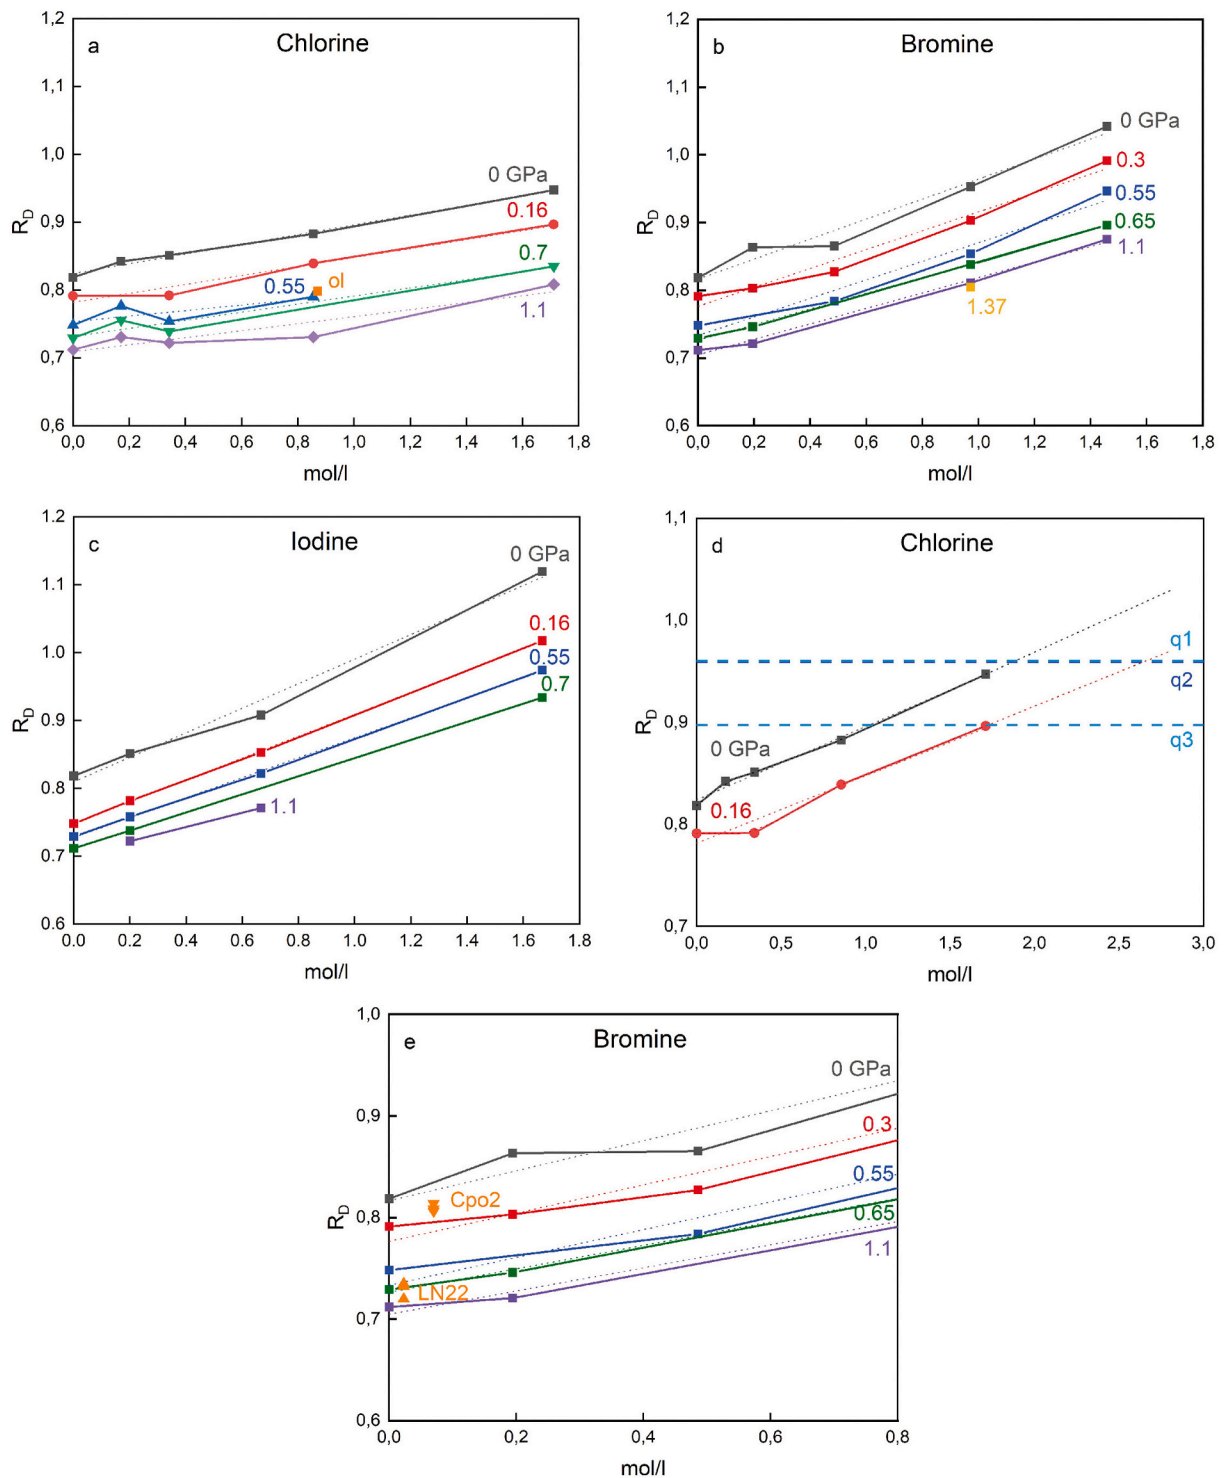 a
Chlorine
1,2
1,1
1,0
0,9
0,8
0,7
0,6
R_D
0 GPa
0.16
0.7
0.55
ol
1.1
0,0 0,2 0,4 0,6 0,8 1,0 1,2 1,4 1,6 1,8
mol/l
b
Bromine
1,2
1,1
1,0
0,9
0,8
0,7
0,6
R_D
0 GPa
0.3
0.55
0.65
1.1
1.37
0,0 0,2 0,4 0,6 0,8 1,0 1,2 1,4 1,6 1,8
mol/l
c
Iodine
1.2
1.1
1.0
0.9
0.8
0.7
0.6
R_D
0 GPa
0.16
0.55
0.7
1.1
0.0 0.2 0.4 0.6 0.8 1.0 1.2 1.4 1.6 1.8
mol/l
d
Chlorine
1,1
1,0
0,9
0,8
0,7
R_D
q1
q2
q3
0 GPa
0.16
0,0 0,5 1,0 1,5 2,0 2,5 3,0
mol/l
e
Bromine
1,0
0,9
0,8
0,7
0,6
R_D
0 GPa
0.3
0.55
0.65
1.1
Cpo2
LN22
0,0 0,2 0,4 0,6 0,8
mol/l